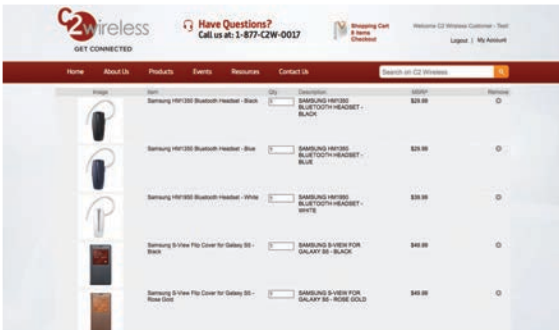 C2wireless
GET CONNECTED
Have Questions?
Call us at: 1-877-C2W-0017
Shopping Cart
Checkout
Welcome C2 Wireless Customer - Test!
Logout | My Account
Home About Us Products Events Resources Contact Us
Search on C2 Wireless
Image Item Qty Description MSRP Remove
Samsung HM1350 Bluetooth Headset - Black
SAMSUNG HM1350
BLUETOOTH HEADSET -
BLACK
$29.99
Samsung HM1350 Bluetooth Headset - Blue
SAMSUNG HM1350
BLUETOOTH HEADSET -
BLUE
$29.99
Samsung HM1950 Bluetooth Headset - White
SAMSUNG HM1950
BLUETOOTH HEADSET -
WHITE
$39.99
Samsung S-View Flip Cover for Galaxy S5 -
Black
SAMSUNG S-VIEW FOR
GALAXY S5 - BLACK
$49.99
Samsung S-View Flip Cover for Galaxy S5 -
Rose Gold
SAMSUNG S-VIEW FOR
GALAXY S5 - ROSE GOLD
$49.99